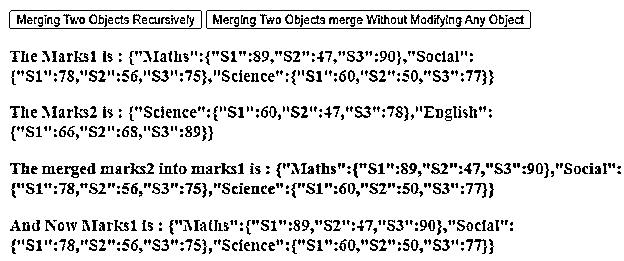 Merging Two Objects Recursively Merging Two Objects merge Without Modifying Any Object
The Marks1 is : {"Maths":{"S1":89,"S2":47,"S3":90},"Social":
{"S1":78,"S2":56,"S3":75},"Science":{"S1":60,"S2":50,"S3":77}}
The Marks2 is : {"Science":{"S1":60,"S2":47,"S3":78},"English":
{"S1":66,"S2":68,"S3":89}}
The merged marks2 into marks1 is : {"Maths":{"S1":89,"S2":47,"S3":90},"Social":
{"S1":78,"S2":56,"S3":75},"Science":{"S1":60,"S2":50,"S3":77}}
And Now Marks1 is : {"Maths":{"S1":89,"S2":47,"S3":90},"Social":
{"S1":78,"S2":56,"S3":75},"Science":{"S1":60,"S2":50,"S3":77}}